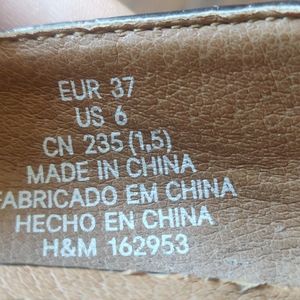 EUR 37
US 6
CN 235 (1,5)
MADE IN CHINA
FABRICADO EM CHINA
HECHO EN CHINA
H&M 162953